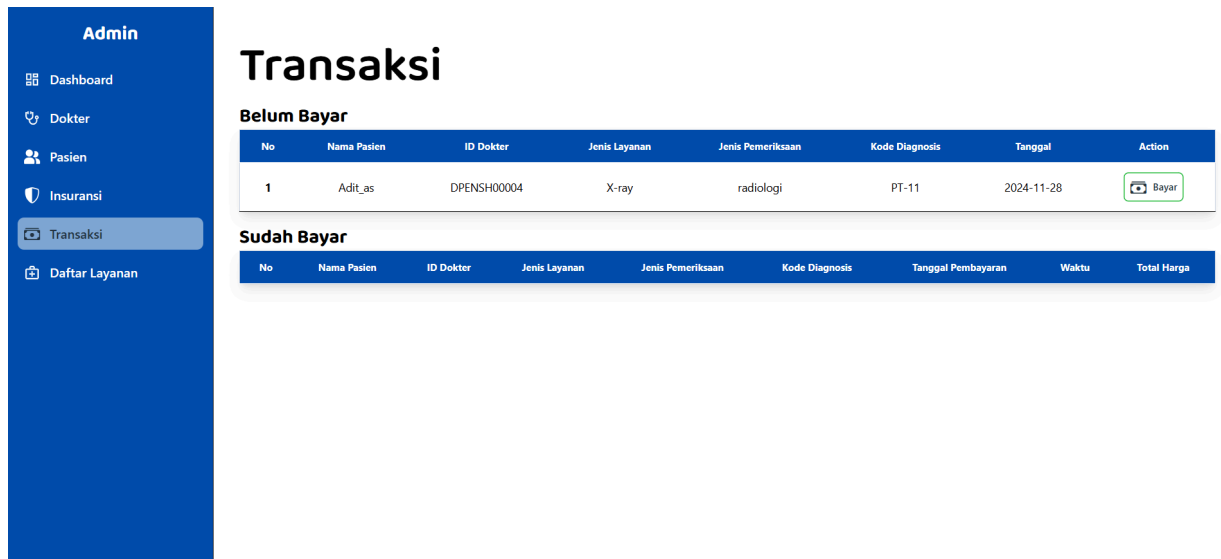 Admin
Dashboard
Dokter
Pasien
Insuransi
Transaksi
Daftar Layanan
Transaksi
Belum Bayar
No Nama Pasien ID Dokter Jenis Layanan Jenis Pemeriksaan Kode Diagnosis Tanggal Action
1 Adit_as DPENSH00004 X-ray radiologi PT-11 2024-11-28 Bayar
Sudah Bayar
No Nama Pasien ID Dokter Jenis Layanan Jenis Pemeriksaan Kode Diagnosis Tanggal Pembayaran Waktu Total Harga